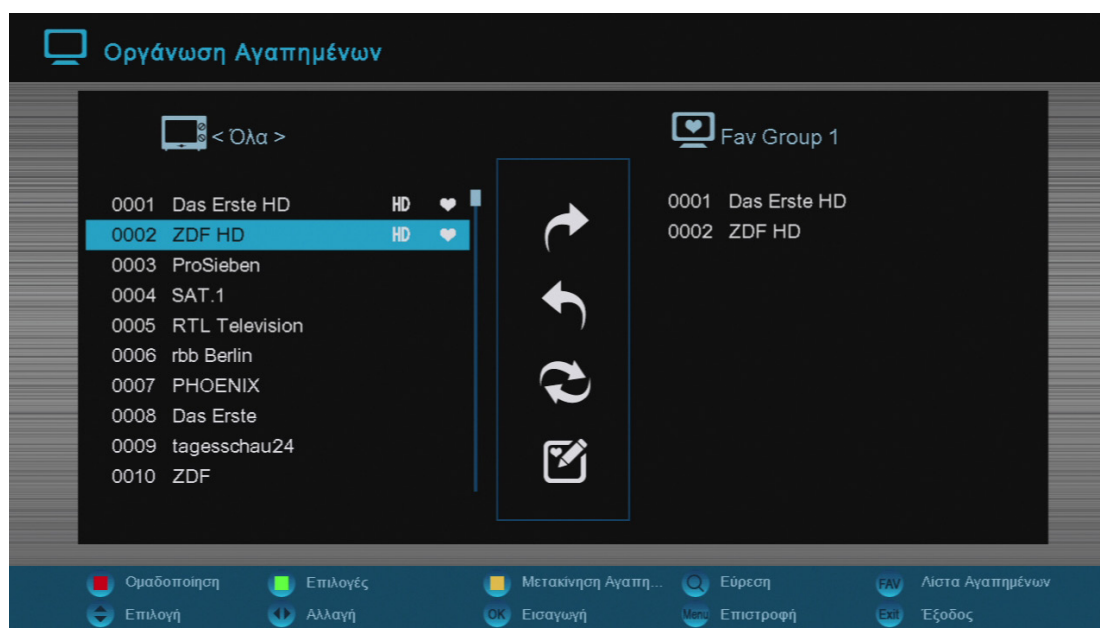 Οργάνωση Αγαπημένων
< Όλα >
0001 Das Erste HD HD
0002 ZDF HD HD
0003 ProSieben
0004 SAT.1
0005 RTL Television
0006 rbb Berlin
0007 PHOENIX
0008 Das Erste
0009 tagesschau24
0010 ZDF
Fav Group 1
0001 Das Erste HD
0002 ZDF HD
Ομαδοποίηση Επιλογές Μετακίνηση Αγαπη... Εύρεση FAV Λίστα Αγαπημένων
Επιλογή Αλλαγή OK Εισαγωγή Menu Επιστροφή Exit Έξοδος